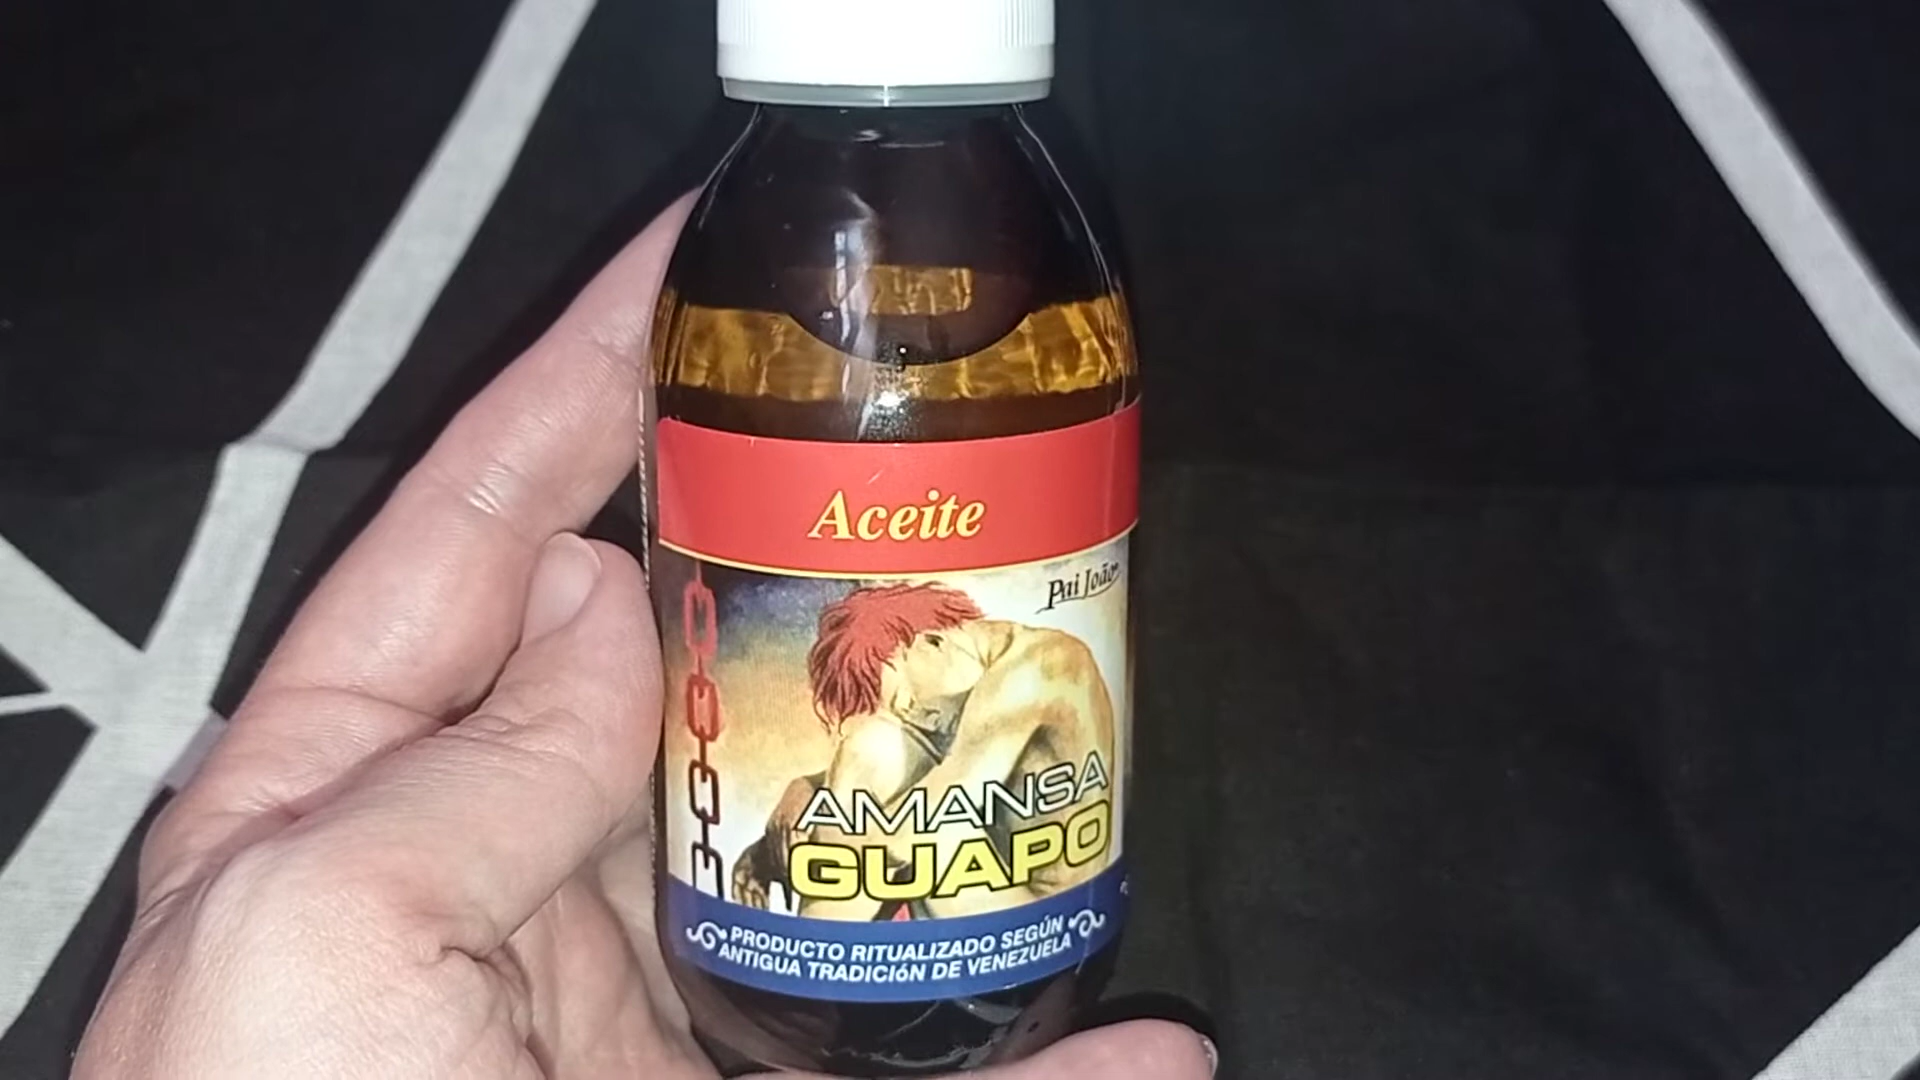 Aceite
Pai João
AMANSA
GUAPO
PRODUCTO RITUALIZADO SEGÚN
ANTIGUA TRADICIóN DE VENEZUELA